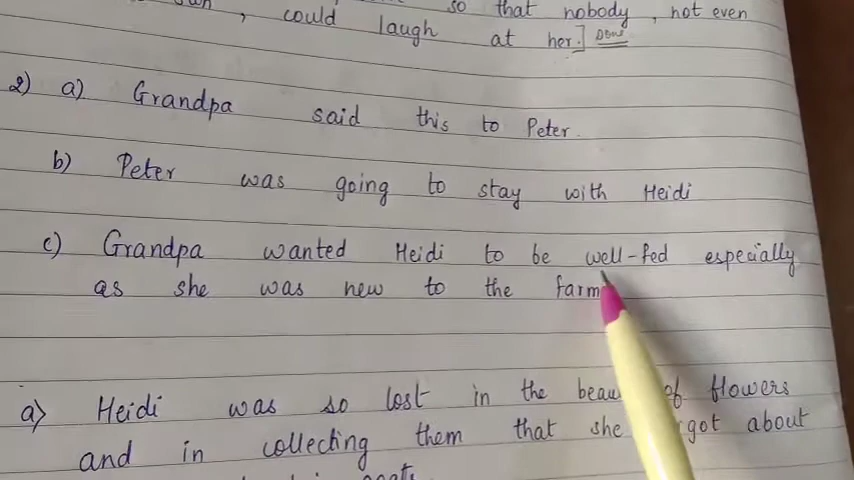 , could laugh so that nobody, not even
at her.] Done
2) a) Grandpa said this to Peter.
b) Peter was going to stay with Heidi
c) Grandpa wanted Heidi to be well-fed especially
as she was new to the farm
a) Heidi was so lost in the of flowers
and in collecting them that she about